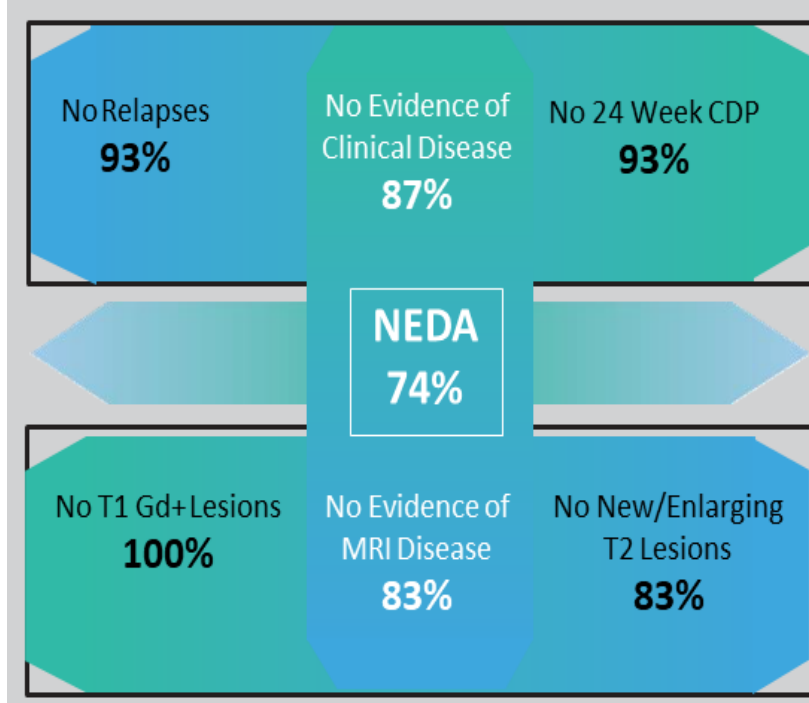 No Relapses
93%
No Evidence of
Clinical Disease
87%
No 24 Week CDP
93%
NEDA
74%
No T1 Gd+ Lesions
100%
No Evidence of
MRI Disease
83%
No New/Enlarging
T2 Lesions
83%